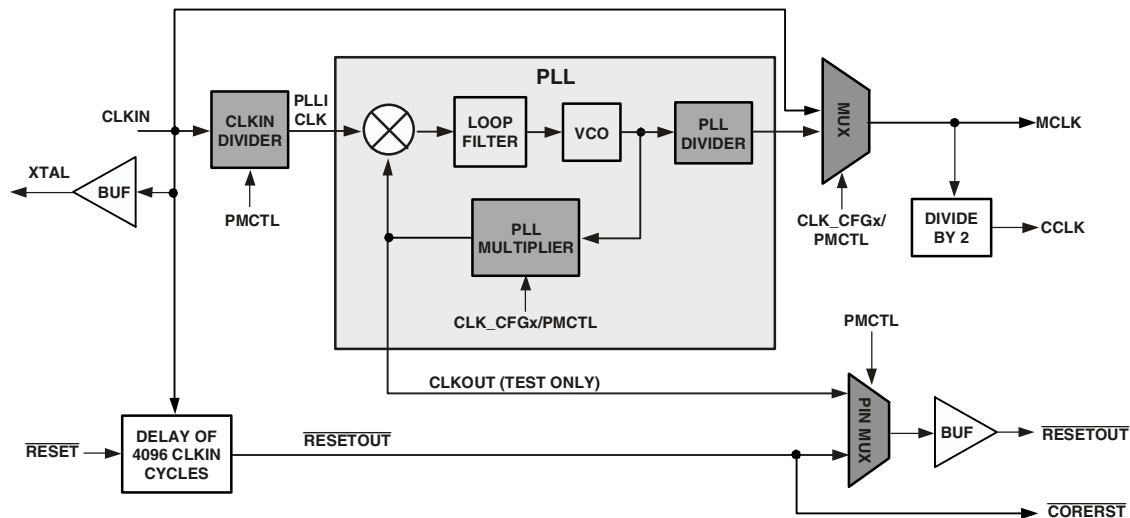 PLL
CLKIN
CLKIN
DIVIDER
PLLI
CLK
LOOP
FILTER
VCO
PLL
DIVIDER
MUX
MCLK
XTAL
BUF
PMCTL
PLL
MULTIPLIER
CLK_CFGx/
PMCTL
DIVIDE
BY 2
CCLK
CLK_CFGx/PMCTL
PMCTL
CLKOUT (TEST ONLY)
RESET
DELAY OF
4096 CLKIN
CYCLES
RESETOUT
PIN MUX
BUF
RESETOUT
CORERST